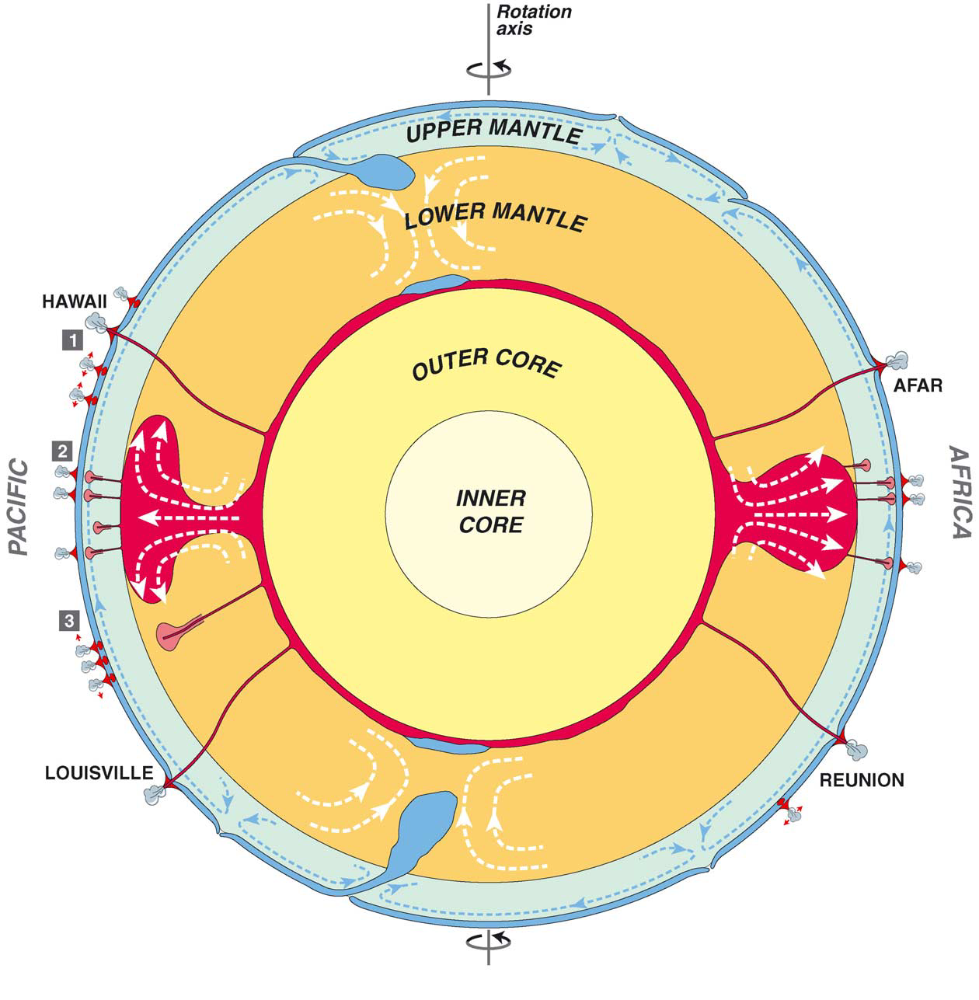 Rotation
axis
UPPER MANTLE
LOWER MANTLE
HAWAII
1
OUTER CORE
AFAR
2
PACIFIC
INNER
CORE
AFRICA
3
LOUISVILLE
REUNION